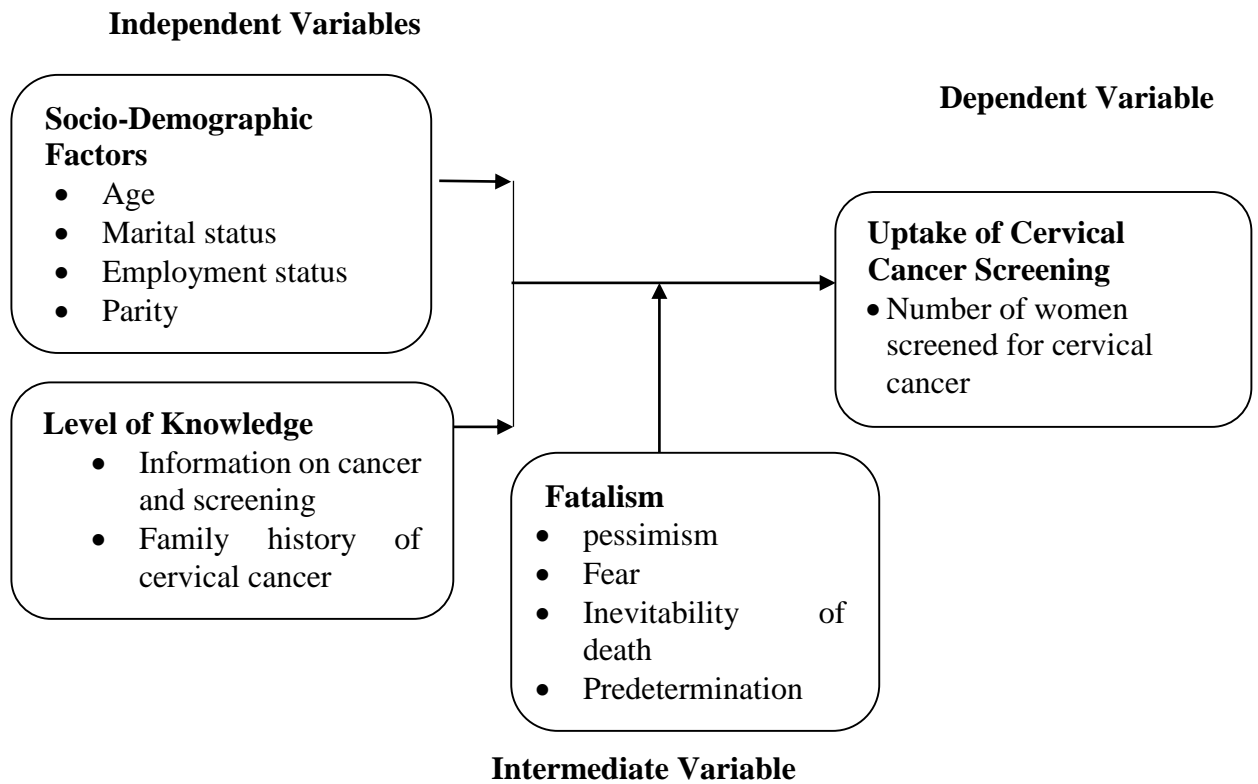 Independent Variables
Socio-Demographic
Factors
• Age
• Marital status
• Employment status
• Parity
Level of Knowledge
• Information on cancer
and screening
• Family history of
cervical cancer
Fatalism
• pessimism
• Fear
• Inevitability of
death
• Predetermination
Intermediate Variable
Dependent Variable
Uptake of Cervical
Cancer Screening
• Number of women
screened for cervical
cancer